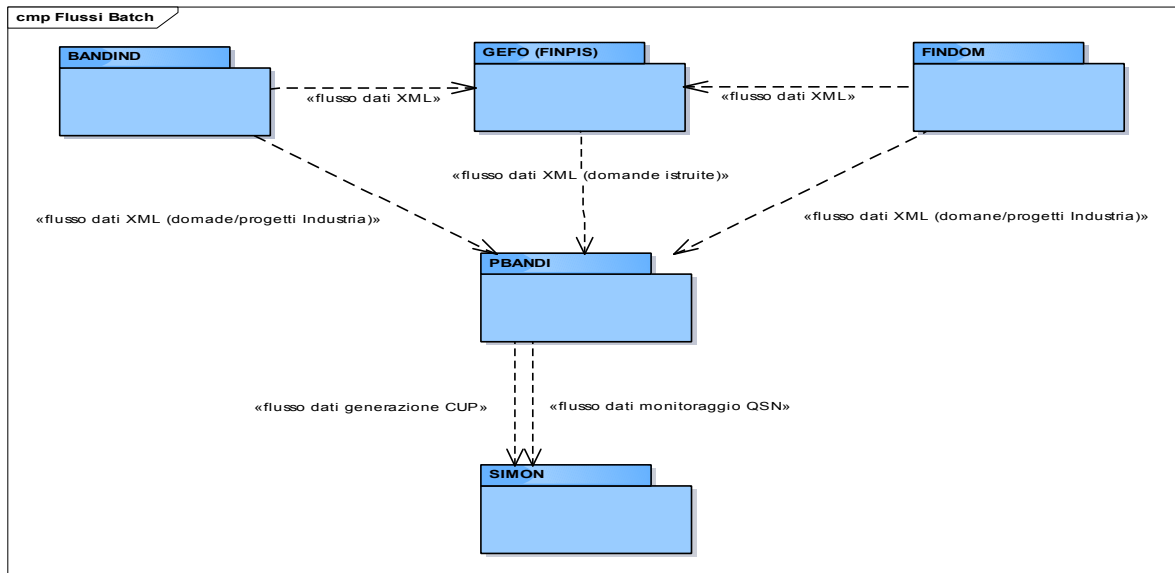 cmp Flussi Batch
BANDIND
GEFO (FINPIS)
FINDOM
«flusso dati XML»
«flusso dati XML»
«flusso dati XML (domande istruite)»
«flusso dati XML (domade/progetti Industria)»
«flusso dati XML (domane/progetti Industria)»
PBANDI
«flusso dati generazione CUP»
«flusso dati monitoraggio QSN»
SIMON